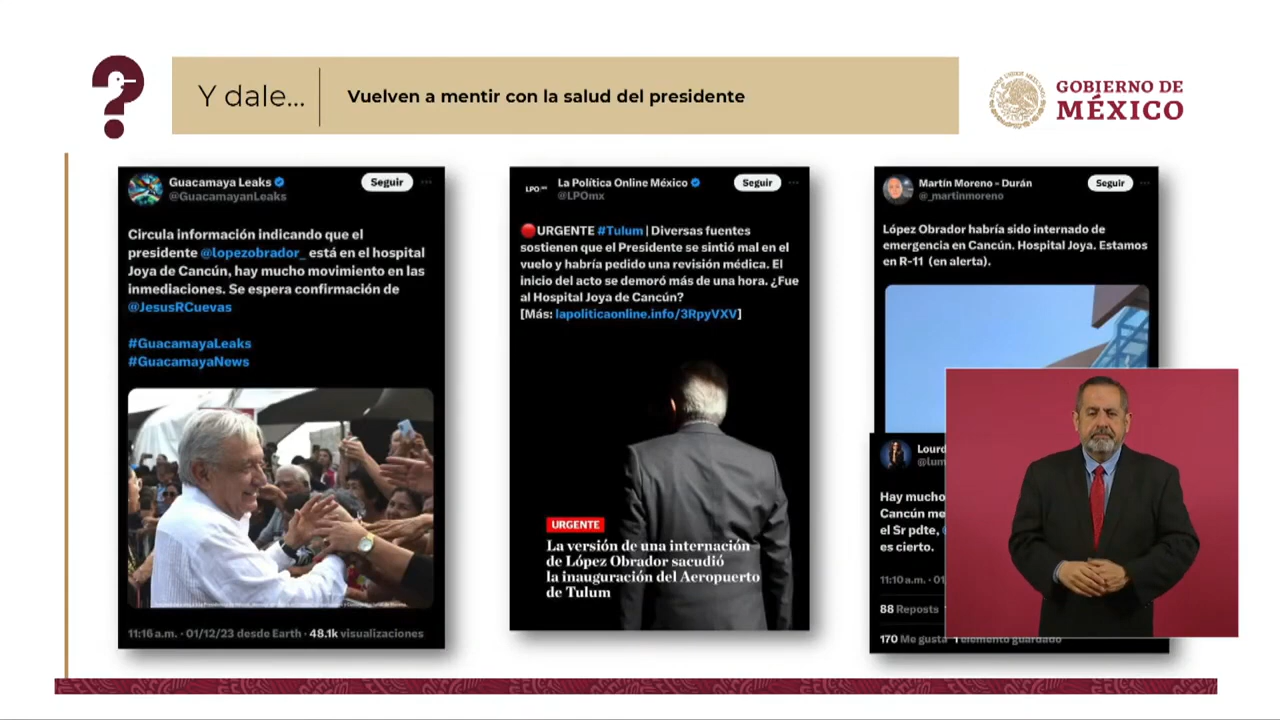 Y dale...
Vuelven a mentir con la salud del presidente
GOBIERNO DE
MÉXICO
Guacamaya Leaks
@GuacamayanLeaks
Seguir
Circula información indicando que el
presidente @lopezobrador_ está en el hospital
Joya de Cancún, hay mucho movimiento en las
inmediaciones. Se espera confirmación de
@JesusRCuevas
#GuacamayaLeaks
#GuacamayaNews
11:16 a.m. · 01/12/23 desde Earth · 48.1k visualizaciones
LPO
La Política Online México
@LPOmx
Seguir
URGENTE #Tulum | Diversas fuentes
sostienen que el Presidente se sintió mal en el
vuelo y habría pedido una revisión médica. El
inicio del acto se demoró más de una hora. ¿Fue
al Hospital Joya de Cancún?
[Más: lapoliticaonline.info/3RpyVXV]
URGENTE
La versión de una internación
de López Obrador sacudió
la inauguración del Aeropuerto
de Tulum
Martín Moreno - Durán
@_martinmoreno
Seguir
López Obrador habría sido internado de
emergencia en Cancún. Hospital Joya. Estamos
en R-11 (en alerta).
Lourd
@lum
Hay mucho
Cancún me
el Sr pdte,
es cierto.
11:10 a.m. · 01
88 Reposts
170 Me gusta 1 elemento guardado